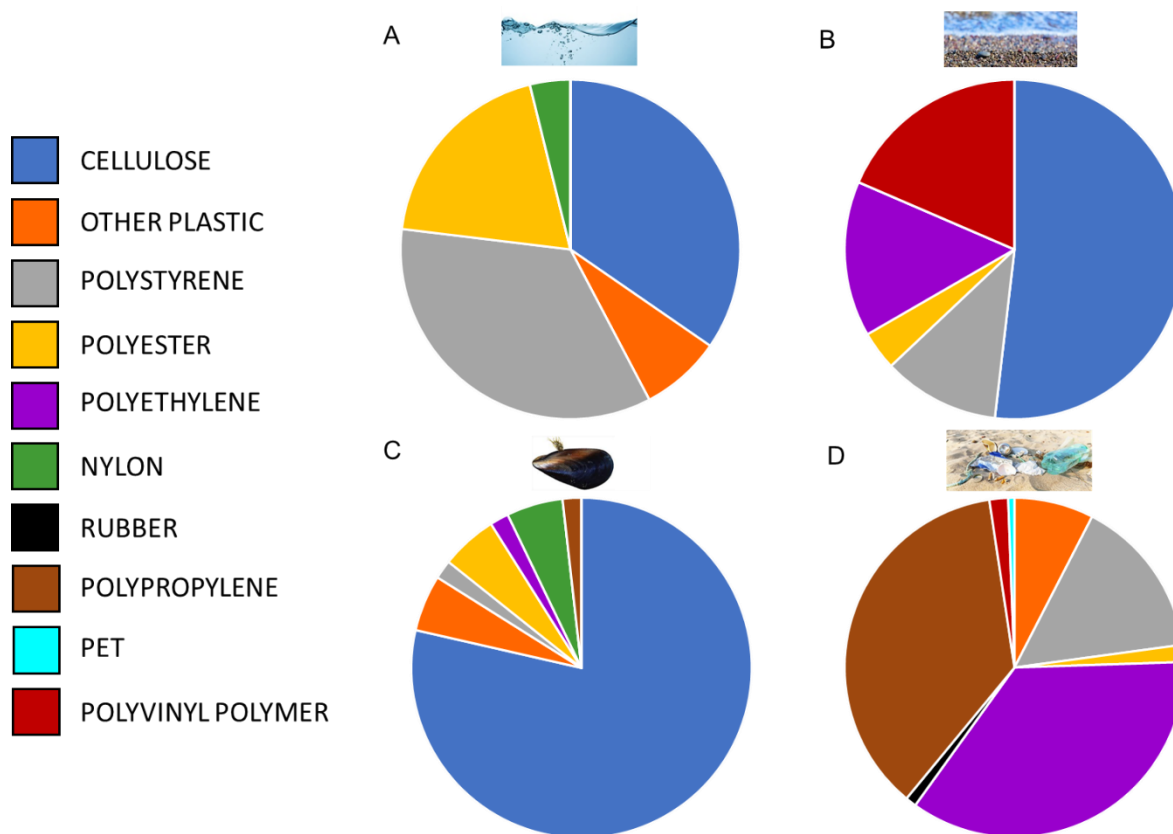 A
B
CELLULOSE
OTHER PLASTIC
POLYSTYRENE
POLYESTER
POLYETHYLENE
NYLON
RUBBER
POLYPROPYLENE
PET
POLYVINYL POLYMER
C
D